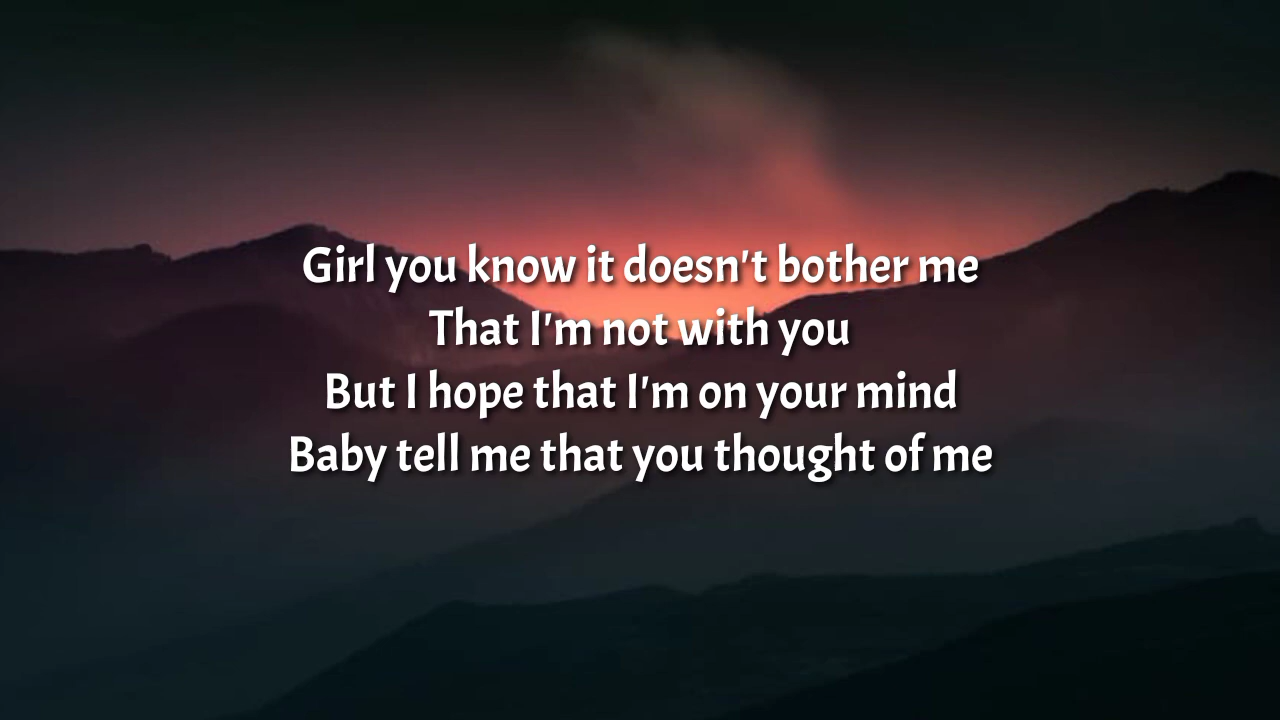 Girl you know it doesn't bother me
That I'm not with you
But I hope that I'm on your mind
Baby tell me that you thought of me